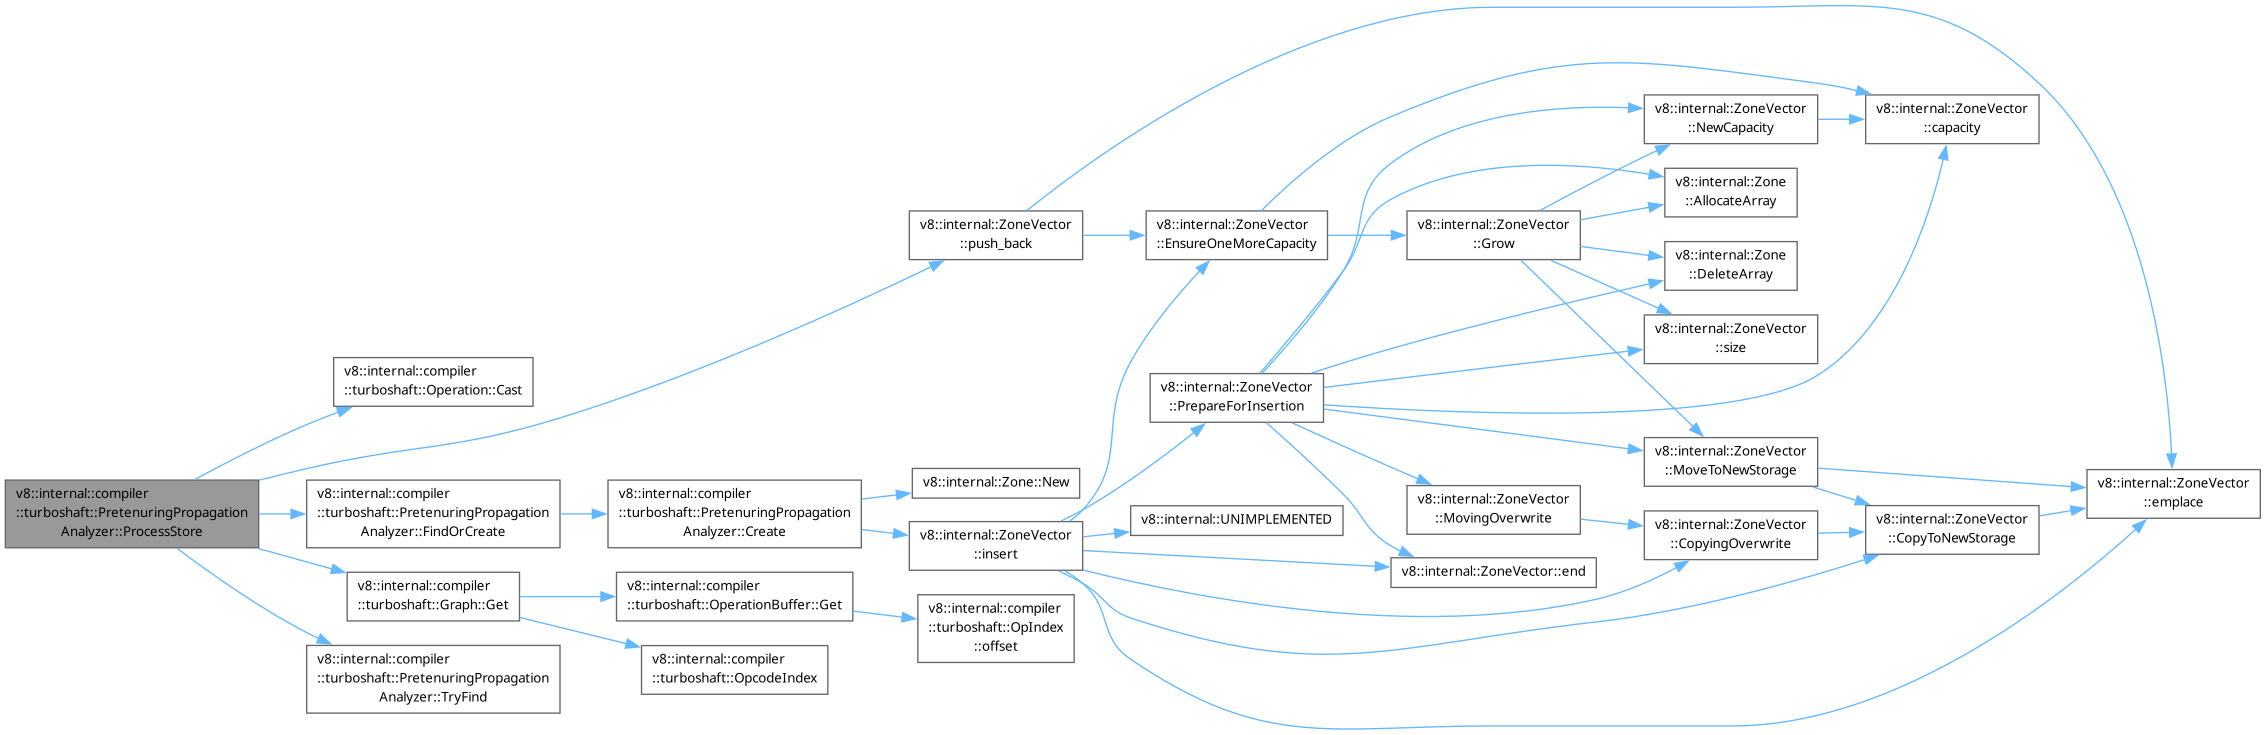 v8::internal::compiler
::turboshaft::PretenuringPropagation
Analyzer::ProcessStore
v8::internal::compiler
::turboshaft::Operation::Cast
v8::internal::compiler
::turboshaft::PretenuringPropagation
Analyzer::FindOrCreate
v8::internal::compiler
::turboshaft::Graph::Get
v8::internal::compiler
::turboshaft::PretenuringPropagation
Analyzer::TryFind
v8::internal::compiler
::turboshaft::PretenuringPropagation
Analyzer::Create
v8::internal::compiler
::turboshaft::OperationBuffer::Get
v8::internal::compiler
::turboshaft::OpcodeIndex
v8::internal::ZoneVector
::push_back
v8::internal::Zone::New
v8::internal::ZoneVector
::insert
v8::internal::compiler
::turboshaft::OpIndex
::offset
v8::internal::ZoneVector
::EnsureOneMoreCapacity
v8::internal::ZoneVector
::PrepareForInsertion
v8::internal::UNIMPLEMENTED
v8::internal::ZoneVector
::Grow
v8::internal::ZoneVector
::MovingOverwrite
v8::internal::ZoneVector::end
v8::internal::ZoneVector
::NewCapacity
v8::internal::Zone
::AllocateArray
v8::internal::Zone
::DeleteArray
v8::internal::ZoneVector
::size
v8::internal::ZoneVector
::MoveToNewStorage
v8::internal::ZoneVector
::CopyingOverwrite
v8::internal::ZoneVector
::capacity
v8::internal::ZoneVector
::CopyToNewStorage
v8::internal::ZoneVector
::emplace